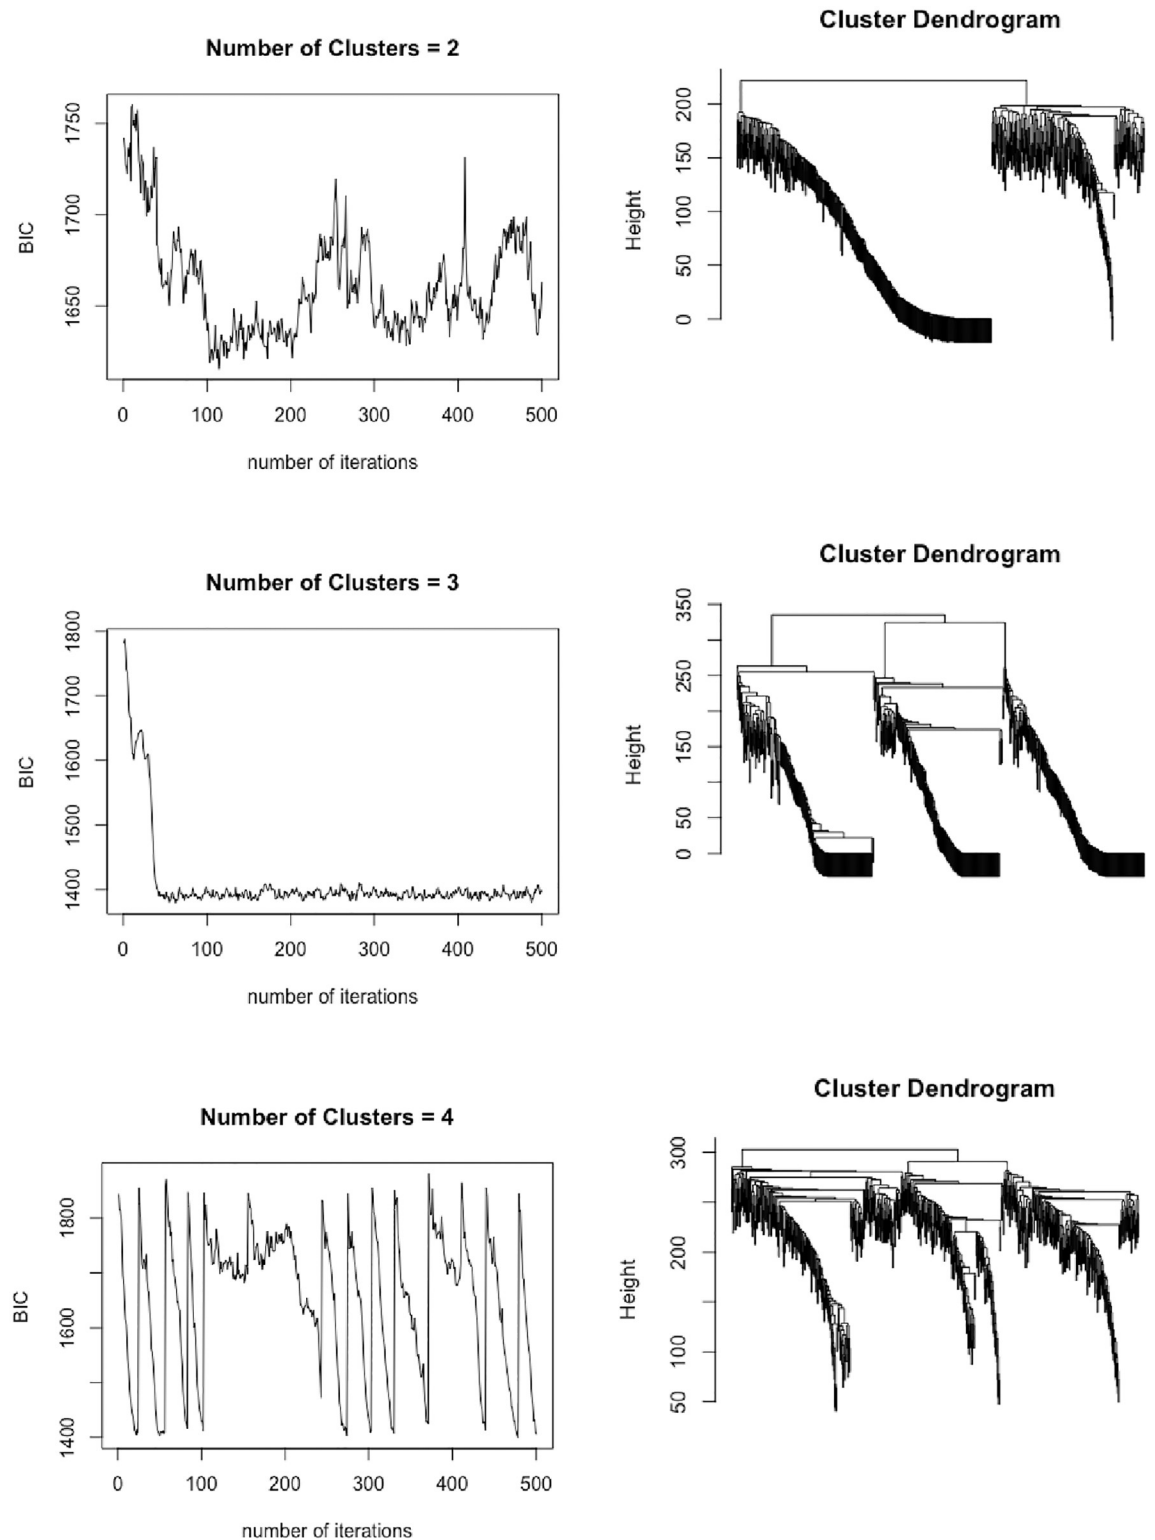 Number of Clusters = 2
BIC
1750
1700
1650
0 100 200 300 400 500
number of iterations
Cluster Dendrogram
Height
200
150
100
50
0
Number of Clusters = 3
BIC
1800
1700
1600
1500
1400
0 100 200 300 400 500
number of iterations
Cluster Dendrogram
Height
350
250
150
50
0
Number of Clusters = 4
BIC
1800
1600
1400
0 100 200 300 400 500
number of iterations
Cluster Dendrogram
Height
300
200
100
50